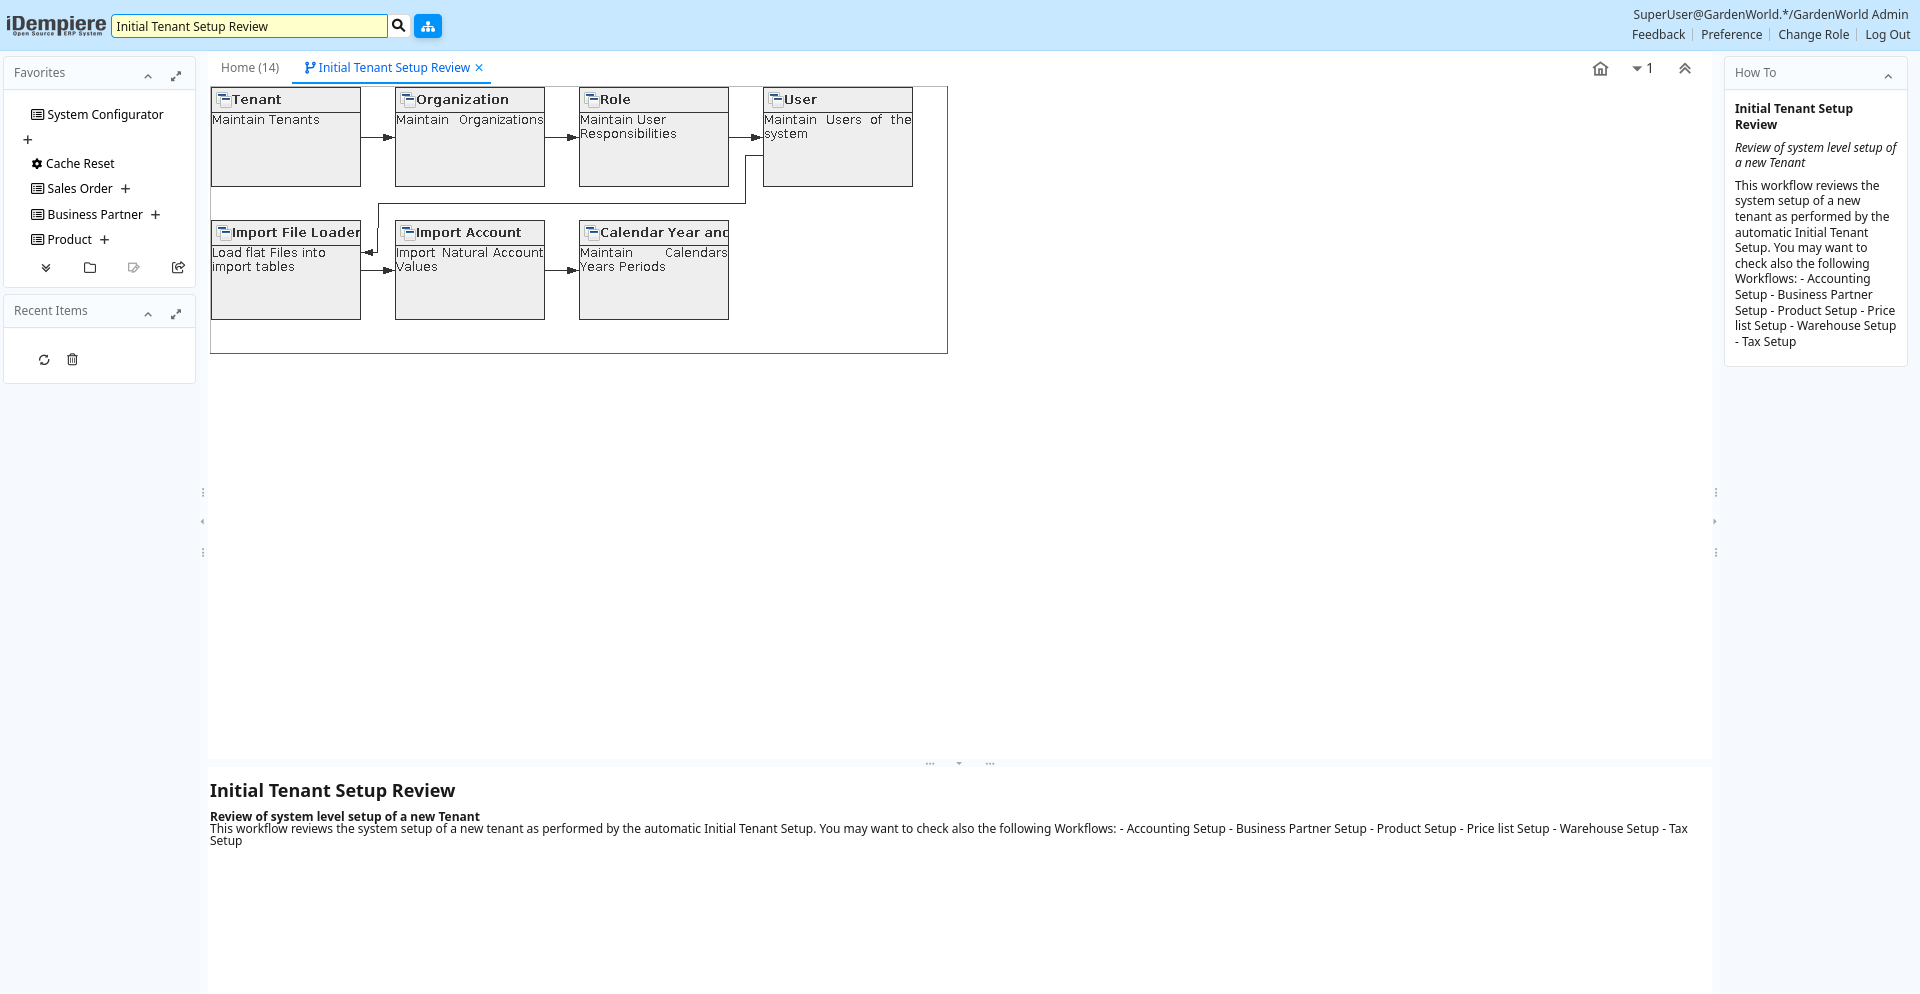 iDempiere
Open Source ERP System
Initial Tenant Setup Review
SuperUser@GardenWorld.*/GardenWorld Admin
Feedback
Preference
Change Role
Log Out
Favorites
System Configurator
Cache Reset
Sales Order
Business Partner
Product
Recent Items
Home (14)
Initial Tenant Setup Review
1
Tenant
Maintain Tenants
Organization
Maintain Organizations
Role
Maintain User
Responsibilities
User
Maintain Users of the
system
Import File Loader
Load flat Files into
import tables
Import Account
Import Natural Account
Values
Calendar Year and
Maintain Calendars
Years Periods
How To
Initial Tenant Setup
Review
Review of system level setup of
a new Tenant
This workflow reviews the
system setup of a new
tenant as performed by the
automatic Initial Tenant
Setup. You may want to
check also the following
Workflows: - Accounting
Setup - Business Partner
Setup - Product Setup - Price
list Setup - Warehouse Setup
- Tax Setup
Initial Tenant Setup Review
Review of system level setup of a new Tenant
This workflow reviews the system setup of a new tenant as performed by the automatic Initial Tenant Setup. You may want to check also the following Workflows: - Accounting Setup - Business Partner Setup - Product Setup - Price list Setup - Warehouse Setup - Tax
Setup